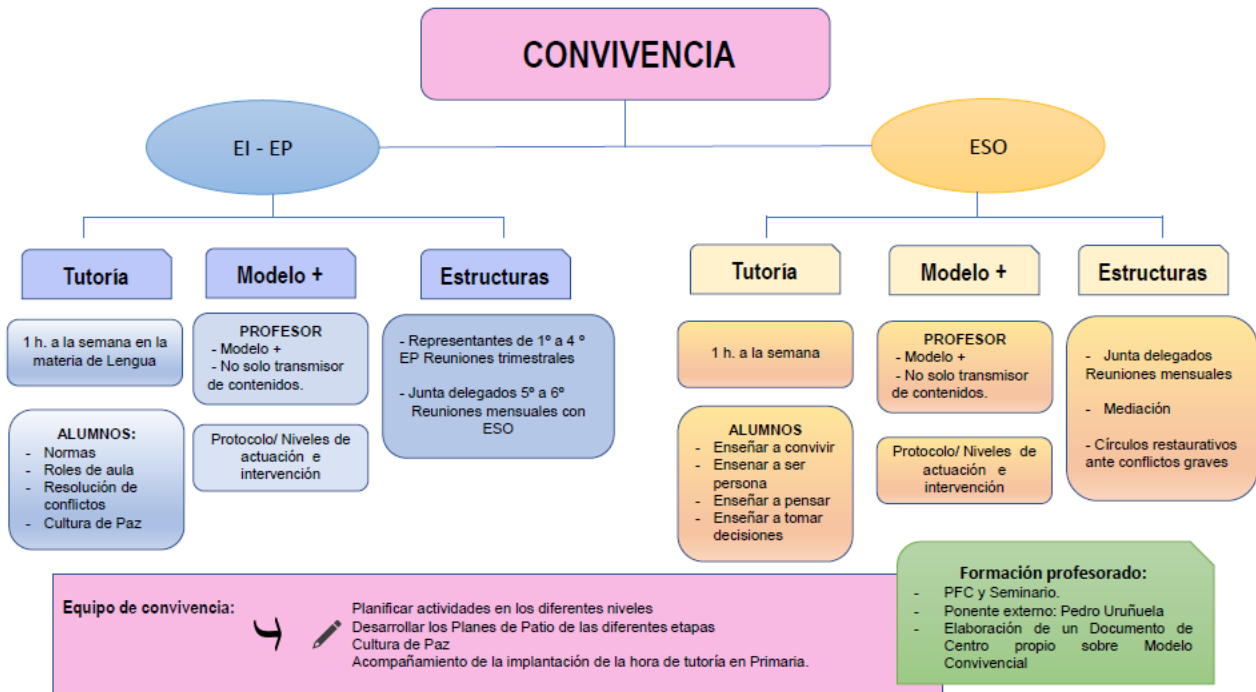 CONVIVENCIA
EI - EP
ESO
Tutoría
Modelo +
Estructuras
1 h. a la semana en la
materia de Lengua
PROFESOR
- Modelo +
- No solo transmisor
de contenidos.
- Representantes de 1º a 4 º
EP Reuniones trimestrales
- Junta delegados 5º a 6º
Reuniones mensuales con
ESO
ALUMNOS:
- Normas
- Roles de aula
- Resolución de
conflictos
- Cultura de Paz
Protocolo/ Niveles de
actuación e
intervención
Tutoría
Modelo +
Estructuras
1 h. a la semana
PROFESOR
- Modelo +
- No solo transmisor
de contenidos.
- Junta delegados
Reuniones mensuales
- Mediación
- Círculos restaurativos
ante conflictos graves
ALUMNOS
- Enseñar a convivir
- Ensenar a ser
persona
- Enseñar a pensar
- Enseñar a tomar
decisiones
Protocolo/ Niveles de
actuación e
intervención
Equipo de convivencia:
Planificar actividades en los diferentes niveles
Desarrollar los Planes de Patio de las diferentes etapas
Cultura de Paz
Acompañamiento de la implantación de la hora de tutoría en Primaria.
Formación profesorado:
- PFC y Seminario.
- Ponente externo: Pedro Uruñuela
- Elaboración de un Documento de
Centro propio sobre Modelo
Convivencial